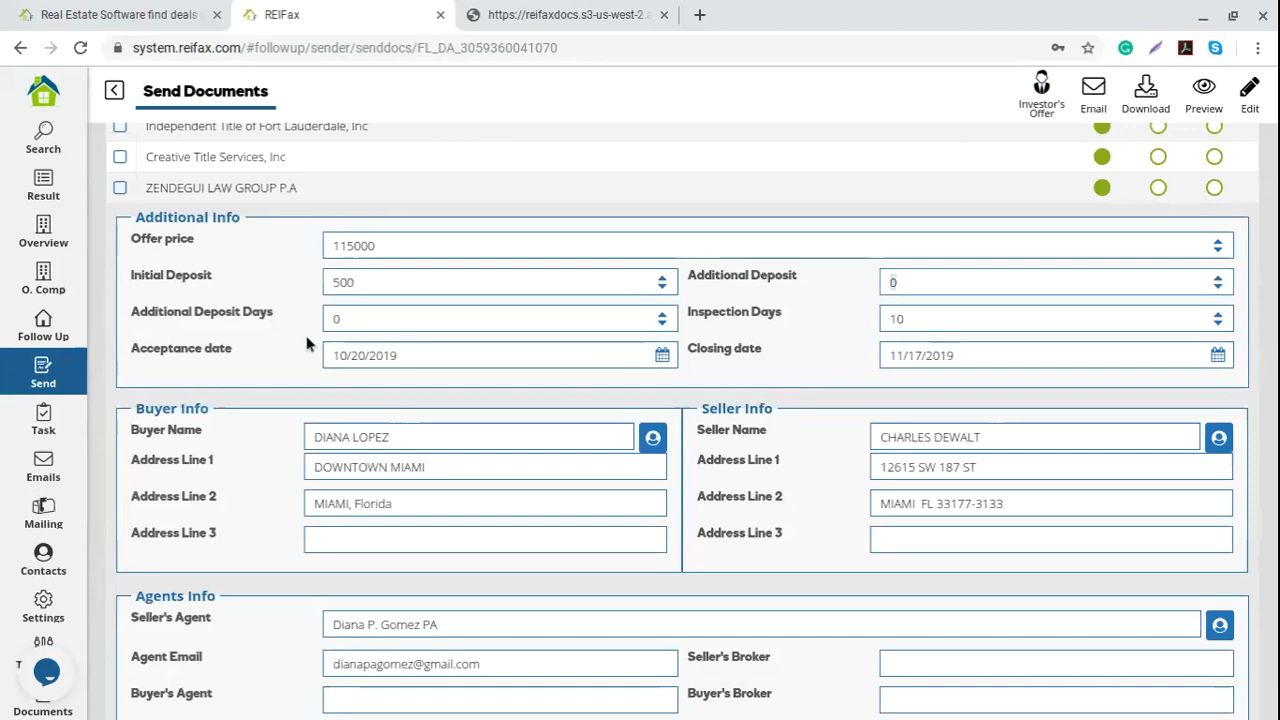 Real Estate Software find deals
REIFax
https://reifaxdocs.s3-us-west-2.
system.reifax.com/#followup/sender/senddocs/FL_DA_3059360041070
Send Documents
Investor's Offer
Email
Download
Preview
Edit
Search
Result
Overview
O. Comp
Follow Up
Send
Task
Emails
Mailing
Contacts
Settings
Documents
Independent Title of Fort Lauderdale, Inc
Creative Title Services, Inc
ZENDEGUI LAW GROUP P.A
Additional Info
Offer price 115000
Initial Deposit 500 Additional Deposit 0
Additional Deposit Days 0 Inspection Days 10
Acceptance date 10/20/2019 Closing date 11/17/2019
Buyer Info
Buyer Name DIANA LOPEZ
Address Line 1 DOWNTOWN MIAMI
Address Line 2 MIAMI, Florida
Address Line 3
Seller Info
Seller Name CHARLES DEWALT
Address Line 1 12615 SW 187 ST
Address Line 2 MIAMI FL 33177-3133
Address Line 3
Agents Info
Seller's Agent Diana P. Gomez PA
Agent Email dianapagomez@gmail.com Seller's Broker
Buyer's Agent Buyer's Broker